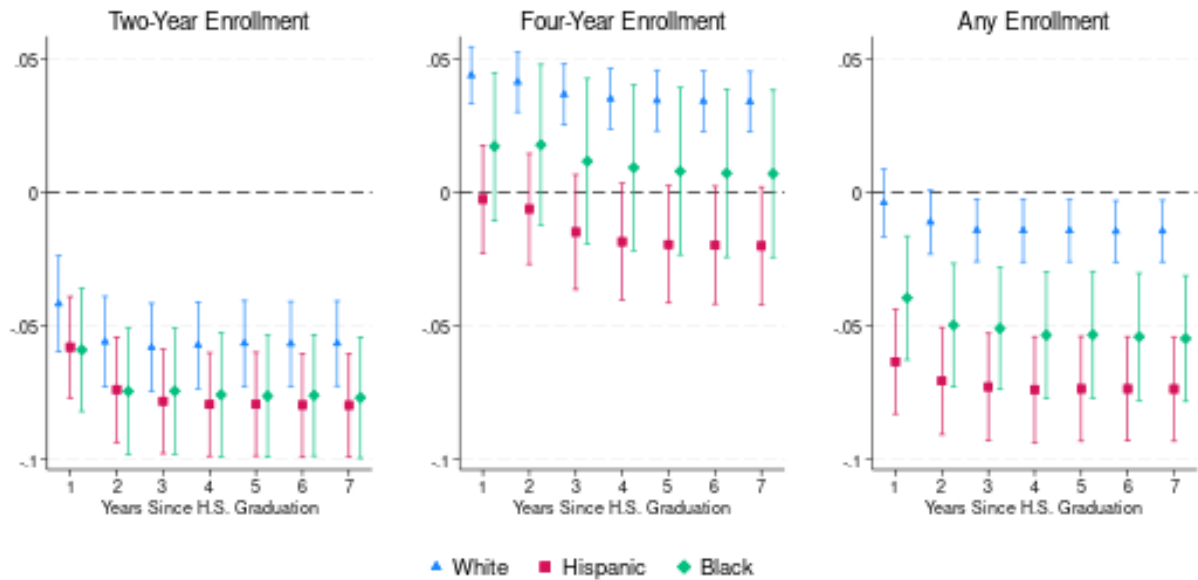 Two-Year Enrollment
.05
0
-.05
-.1
1 2 3 4 5 6 7
Years Since H.S. Graduation
Four-Year Enrollment
.05
0
-.05
-.1
1 2 3 4 5 6 7
Years Since H.S. Graduation
Any Enrollment
.05
0
-.05
-.1
1 2 3 4 5 6 7
Years Since H.S. Graduation
White Hispanic Black